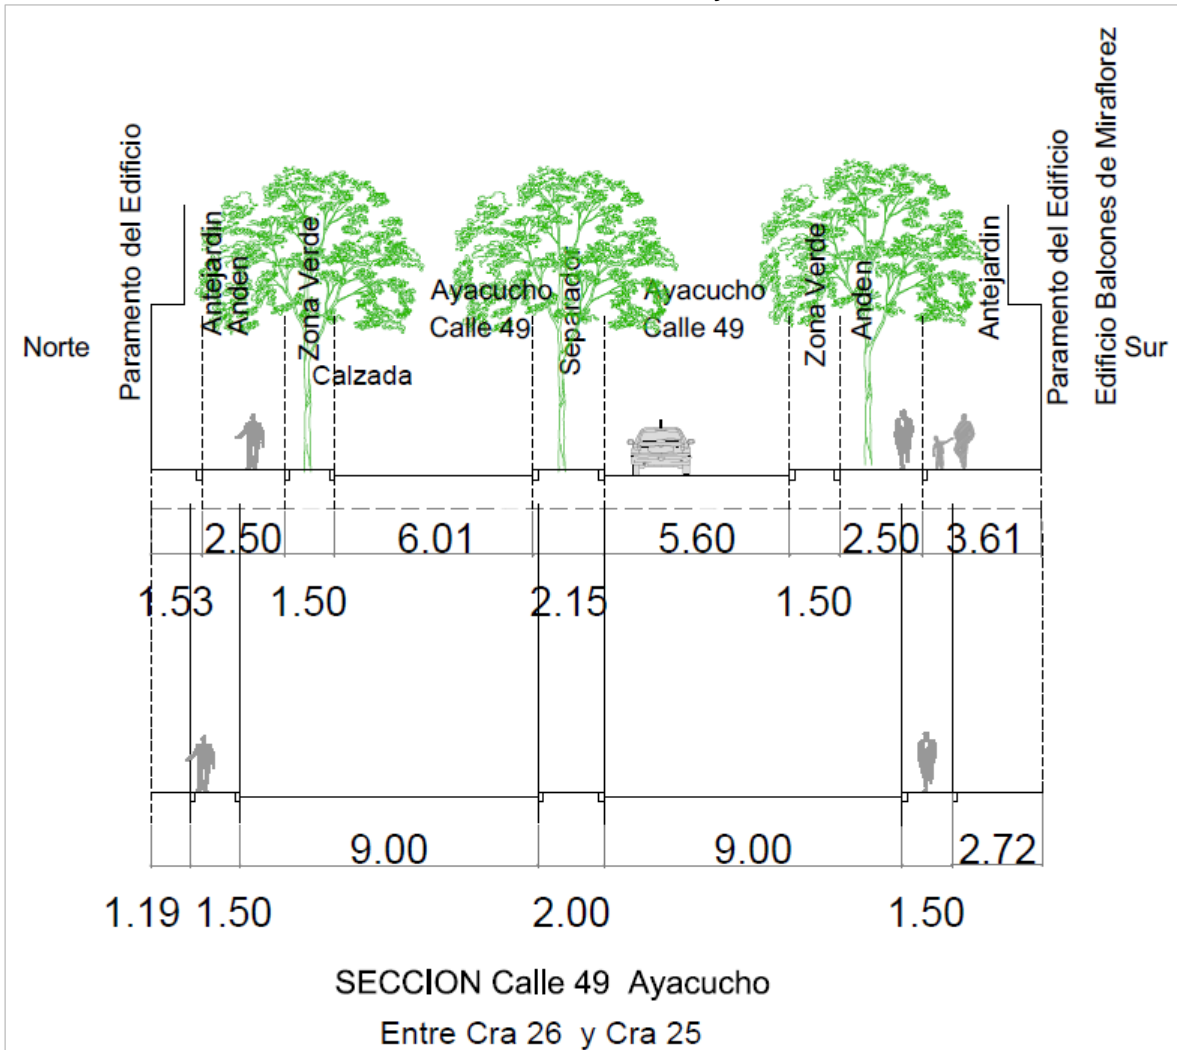 Norte
Paramento del Edificio
Antejardin
Anden
Zona Verde
Calzada
Ayacucho
Calle 49
Separador
Ayacucho
Calle 49
Zona Verde
Anden
Antejardin
Paramento del Edificio
Edificio Balcones de Miraflorez
Sur
2.50 6.01 5.60 2.50 3.61
1.53 1.50 2.15 1.50
9.00 9.00 2.72
1.19 1.50 2.00 1.50
SECCION Calle 49 Ayacucho
Entre Cra 26 y Cra 25